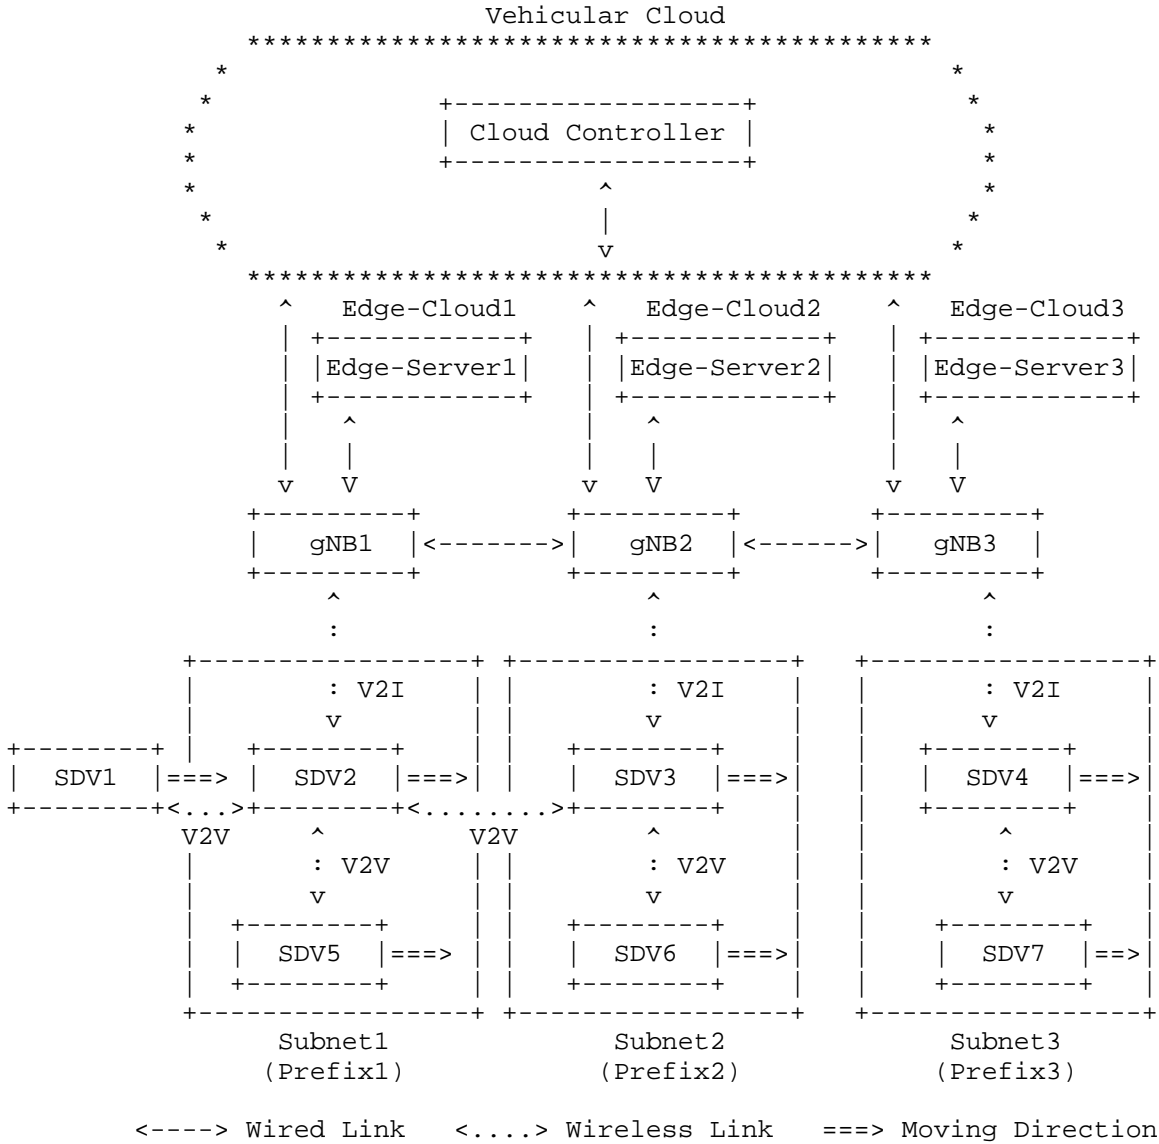 Vehicular Cloud
Cloud Controller
Edge-Cloud1 Edge-Cloud2 Edge-Cloud3
Edge-Server1 Edge-Server2 Edge-Server3
gNB1 gNB2 gNB3
V2I V2I V2I
SDV1 SDV2 SDV3 SDV4
V2V V2V
V2V V2V V2V
SDV5 SDV6 SDV7
Subnet1 Subnet2 Subnet3
(Prefix1) (Prefix2) (Prefix3)
<----> Wired Link <....> Wireless Link ===> Moving Direction